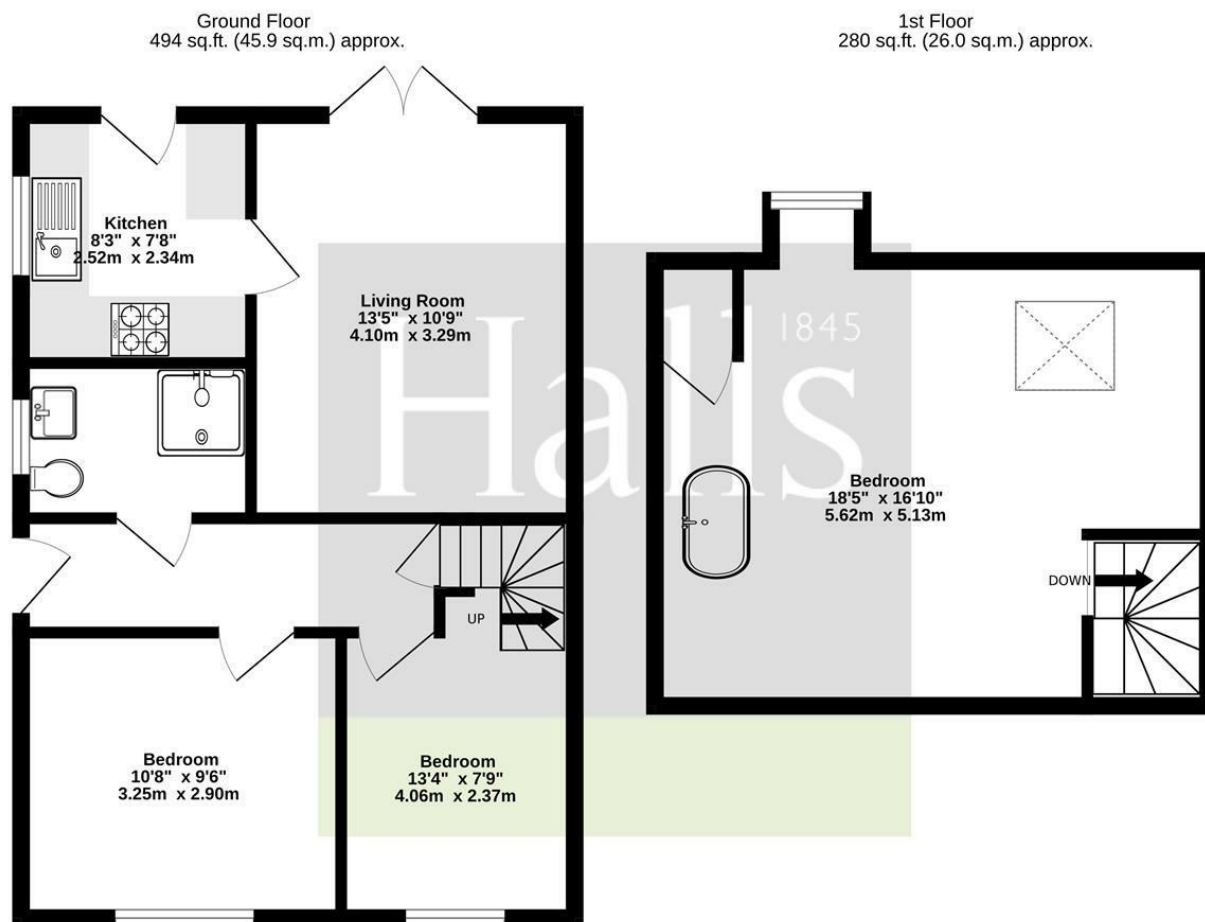 Ground Floor
494 sq.ft. (45.9 sq.m.) approx.
1st Floor
280 sq.ft. (26.0 sq.m.) approx.
Kitchen
8'3" x 7'8"
2.52m x 2.34m
Living Room
13'5" x 10'9"
4.10m x 3.29m
1845
Halls
Bedroom
18'5" x 16'10"
5.62m x 5.13m
DOWN
UP
Bedroom
10'8" x 9'6"
3.25m x 2.90m
Bedroom
13'4" x 7'9"
4.06m x 2.37m